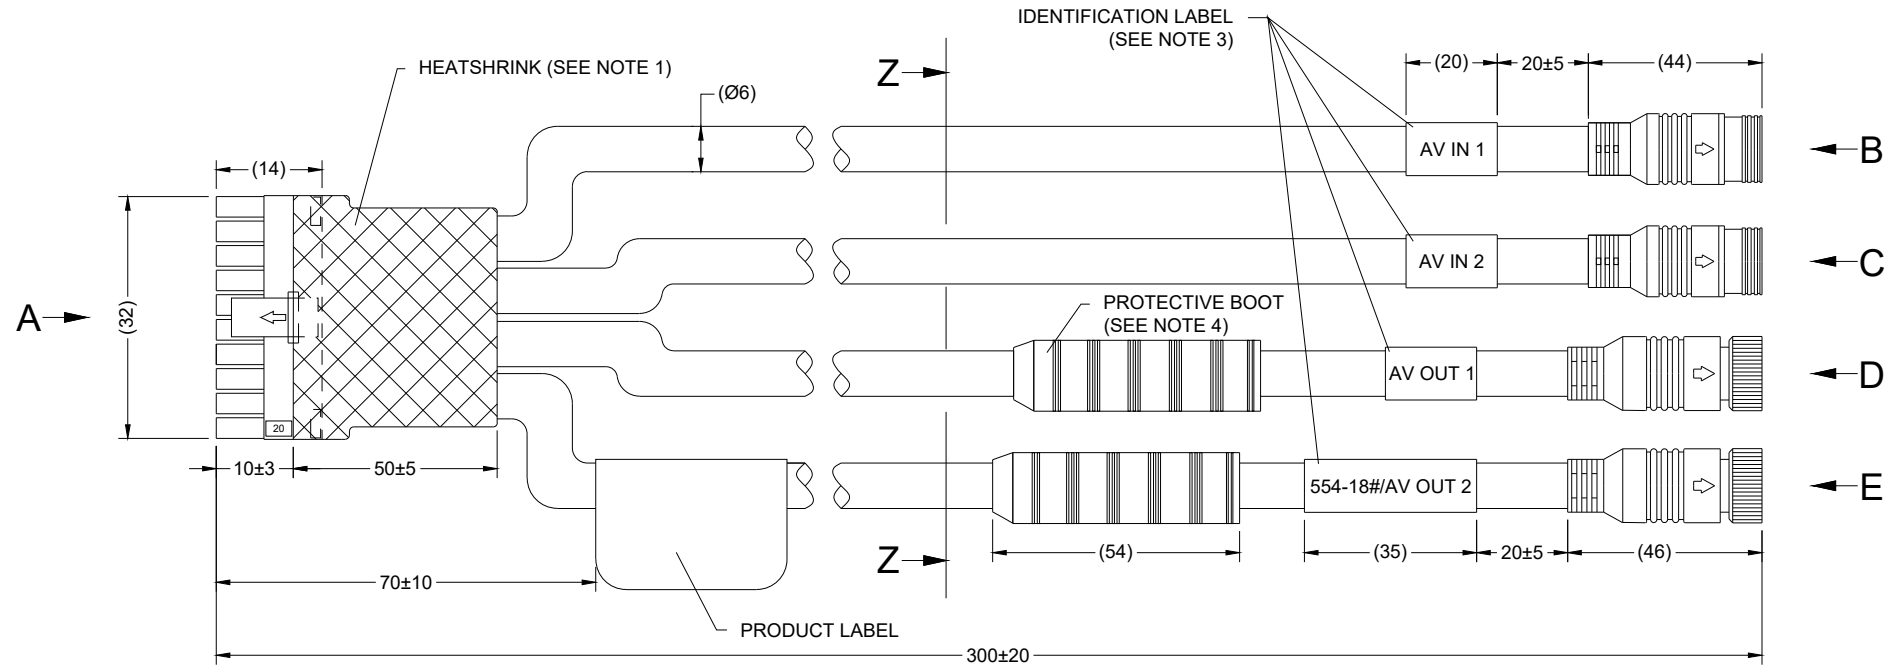 IDENTIFICATION LABEL
(SEE NOTE 3)
HEATSHRINK (SEE NOTE 1)
Z
(20)
20±5
(44)
(Ø6)
AV IN 1
B
(14)
AV IN 2
C
A
(32)
PROTECTIVE BOOT
(SEE NOTE 4)
AV OUT 1
D
20
10±3
50±5
554-18#/AV OUT 2
E
(54)
(35)
20±5
(46)
Z
70±10
PRODUCT LABEL
300±20